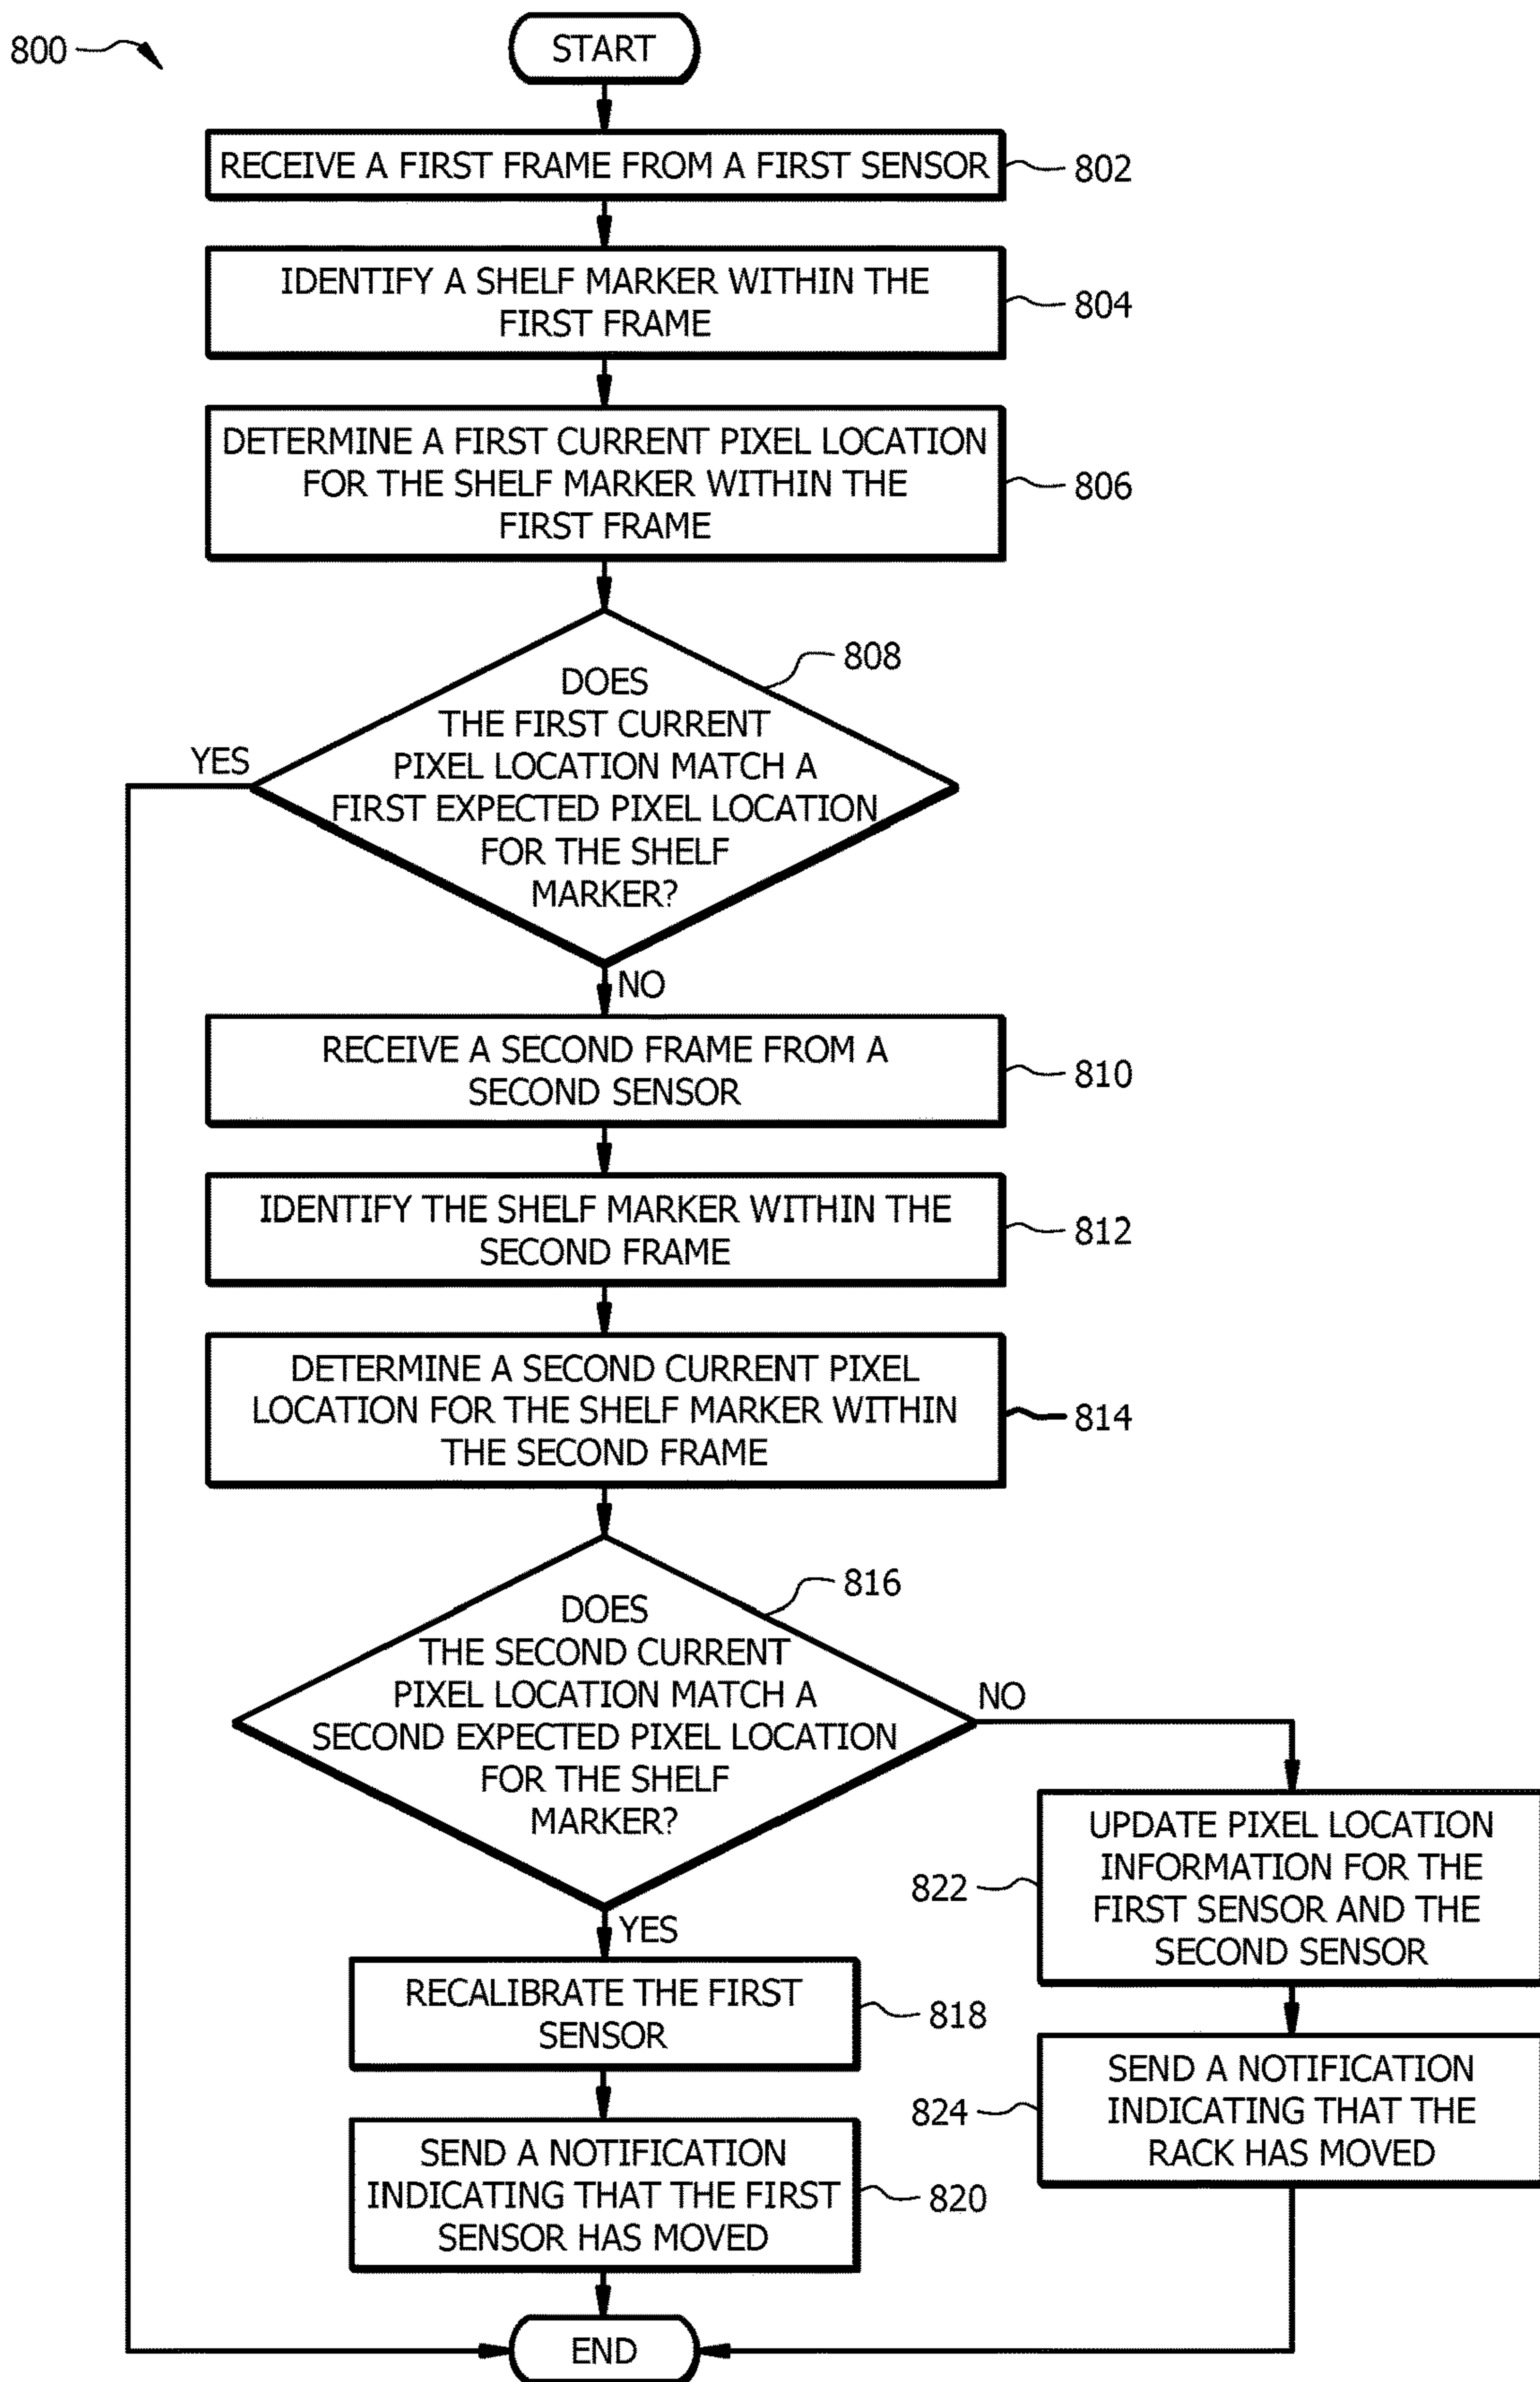 800
START
RECEIVE A FIRST FRAME FROM A FIRST SENSOR
802
IDENTIFY A SHELF MARKER WITHIN THE
FIRST FRAME
804
DETERMINE A FIRST CURRENT PIXEL LOCATION
FOR THE SHELF MARKER WITHIN THE
FIRST FRAME
806
808
DOES
THE FIRST CURRENT
PIXEL LOCATION MATCH A
FIRST EXPECTED PIXEL LOCATION
FOR THE SHELF
MARKER?
YES
NO
RECEIVE A SECOND FRAME FROM A
SECOND SENSOR
810
IDENTIFY THE SHELF MARKER WITHIN THE
SECOND FRAME
812
DETERMINE A SECOND CURRENT PIXEL
LOCATION FOR THE SHELF MARKER WITHIN
THE SECOND FRAME
814
816
DOES
THE SECOND CURRENT
PIXEL LOCATION MATCH A
SECOND EXPECTED PIXEL LOCATION
FOR THE SHELF
MARKER?
NO
YES
UPDATE PIXEL LOCATION
INFORMATION FOR THE
FIRST SENSOR AND THE
SECOND SENSOR
822
RECALIBRATE THE FIRST
SENSOR
818
SEND A NOTIFICATION
INDICATING THAT THE
RACK HAS MOVED
824
SEND A NOTIFICATION
INDICATING THAT THE FIRST
SENSOR HAS MOVED
820
END